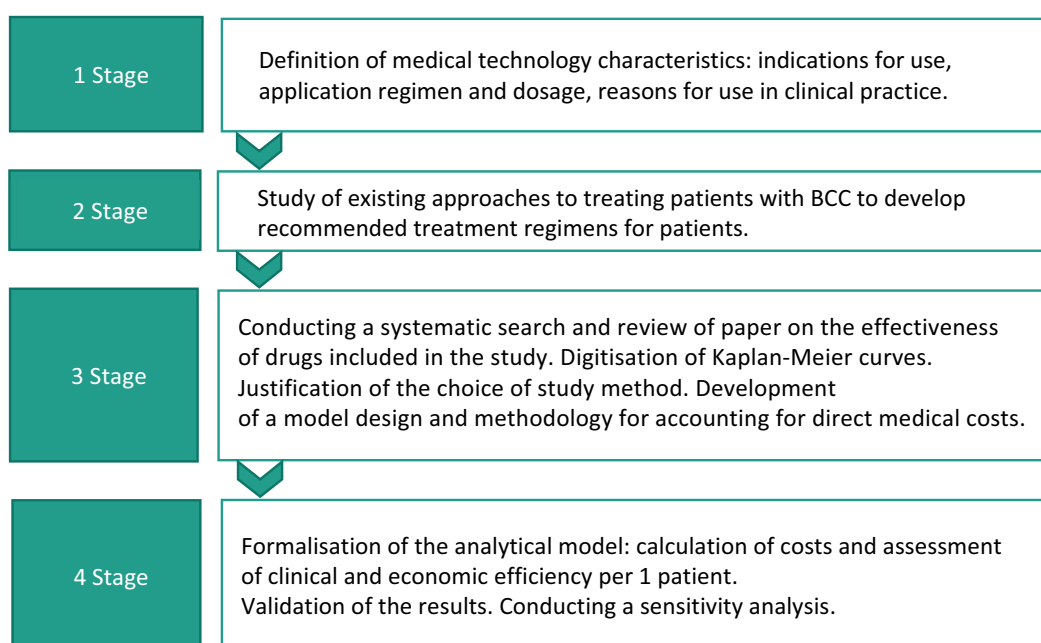 1 Stage
Definition of medical technology characteristics: indications for use,
application regimen and dosage, reasons for use in clinical practice.
2 Stage
Study of existing approaches to treating patients with BCC to develop
recommended treatment regimens for patients.
3 Stage
Conducting a systematic search and review of paper on the effectiveness
of drugs included in the study. Digitisation of Kaplan-Meier curves.
Justification of the choice of study method. Development
of a model design and methodology for accounting for direct medical costs.
4 Stage
Formalisation of the analytical model: calculation of costs and assessment
of clinical and economic efficiency per 1 patient.
Validation of the results. Conducting a sensitivity analysis.